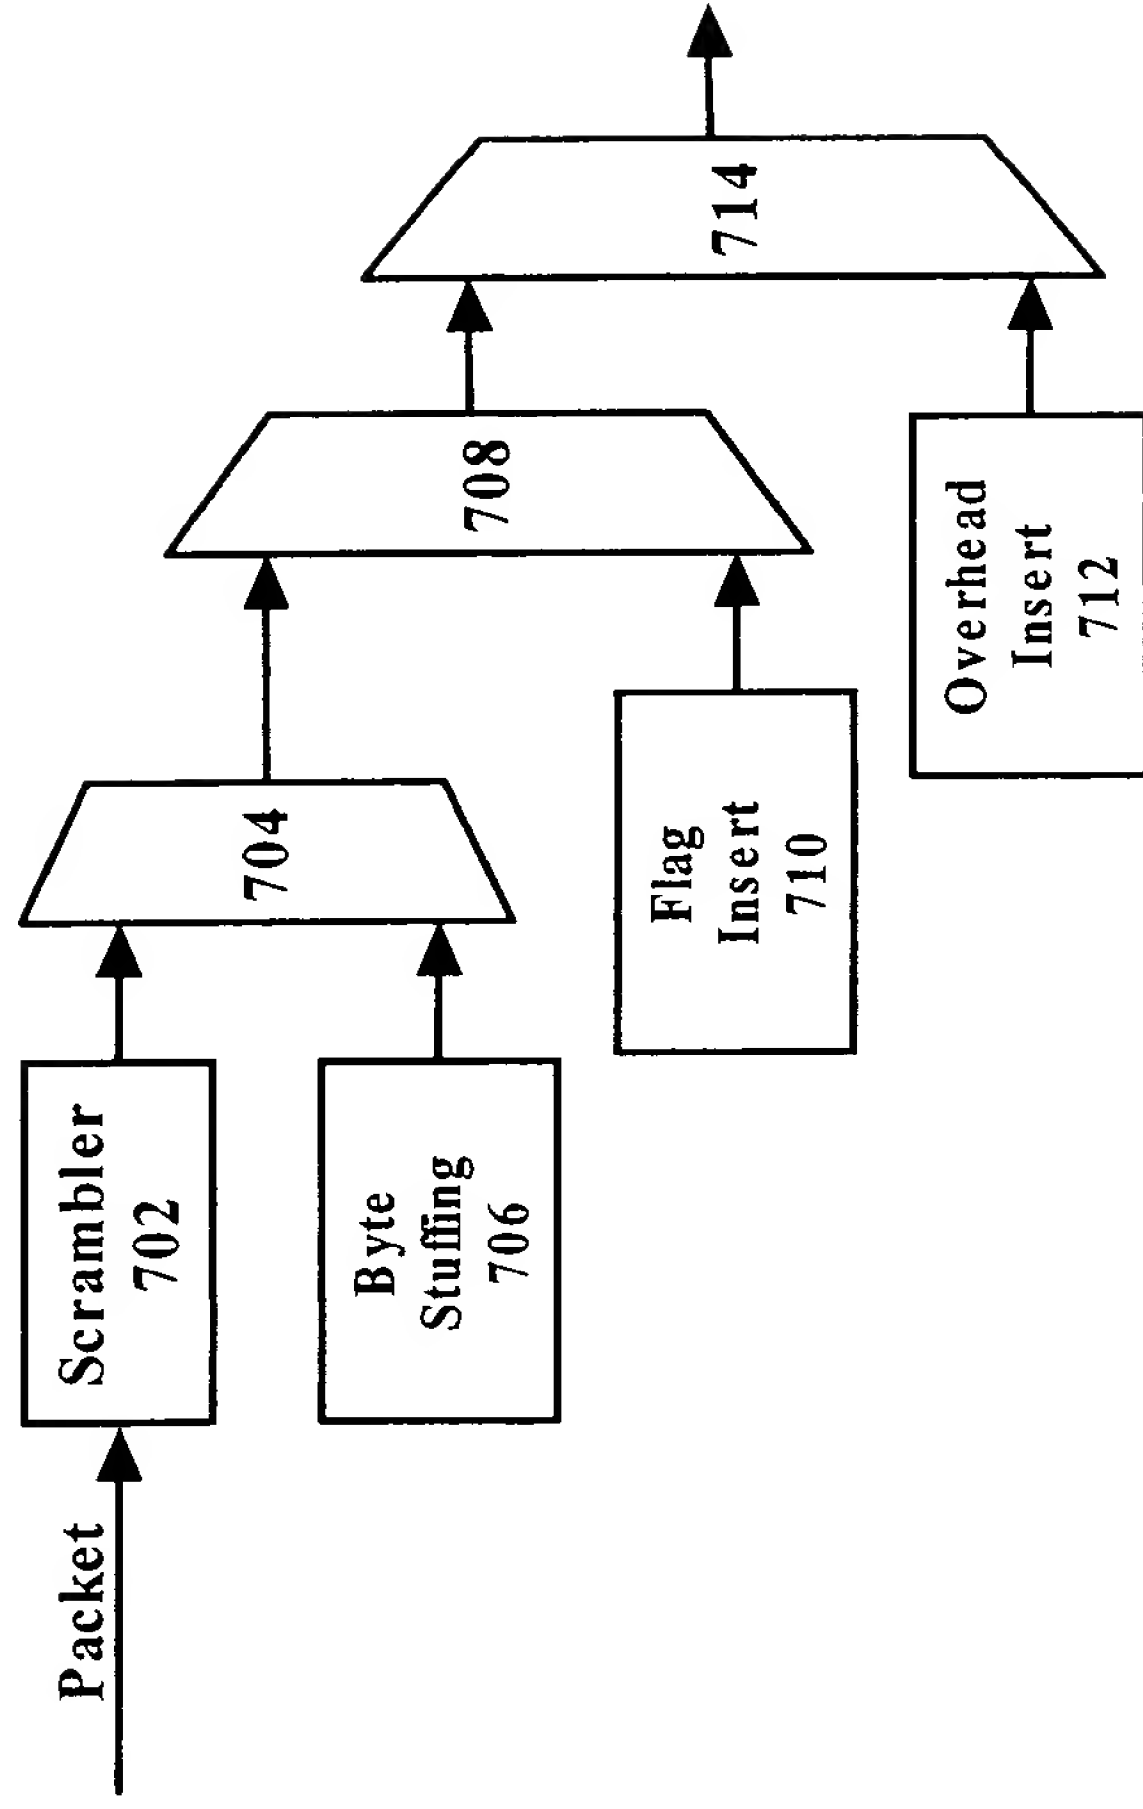 Packet
Scrambler
702
Byte
Stuffing
706
704
Flag
Insert
710
708
Overhead
Insert
712
714